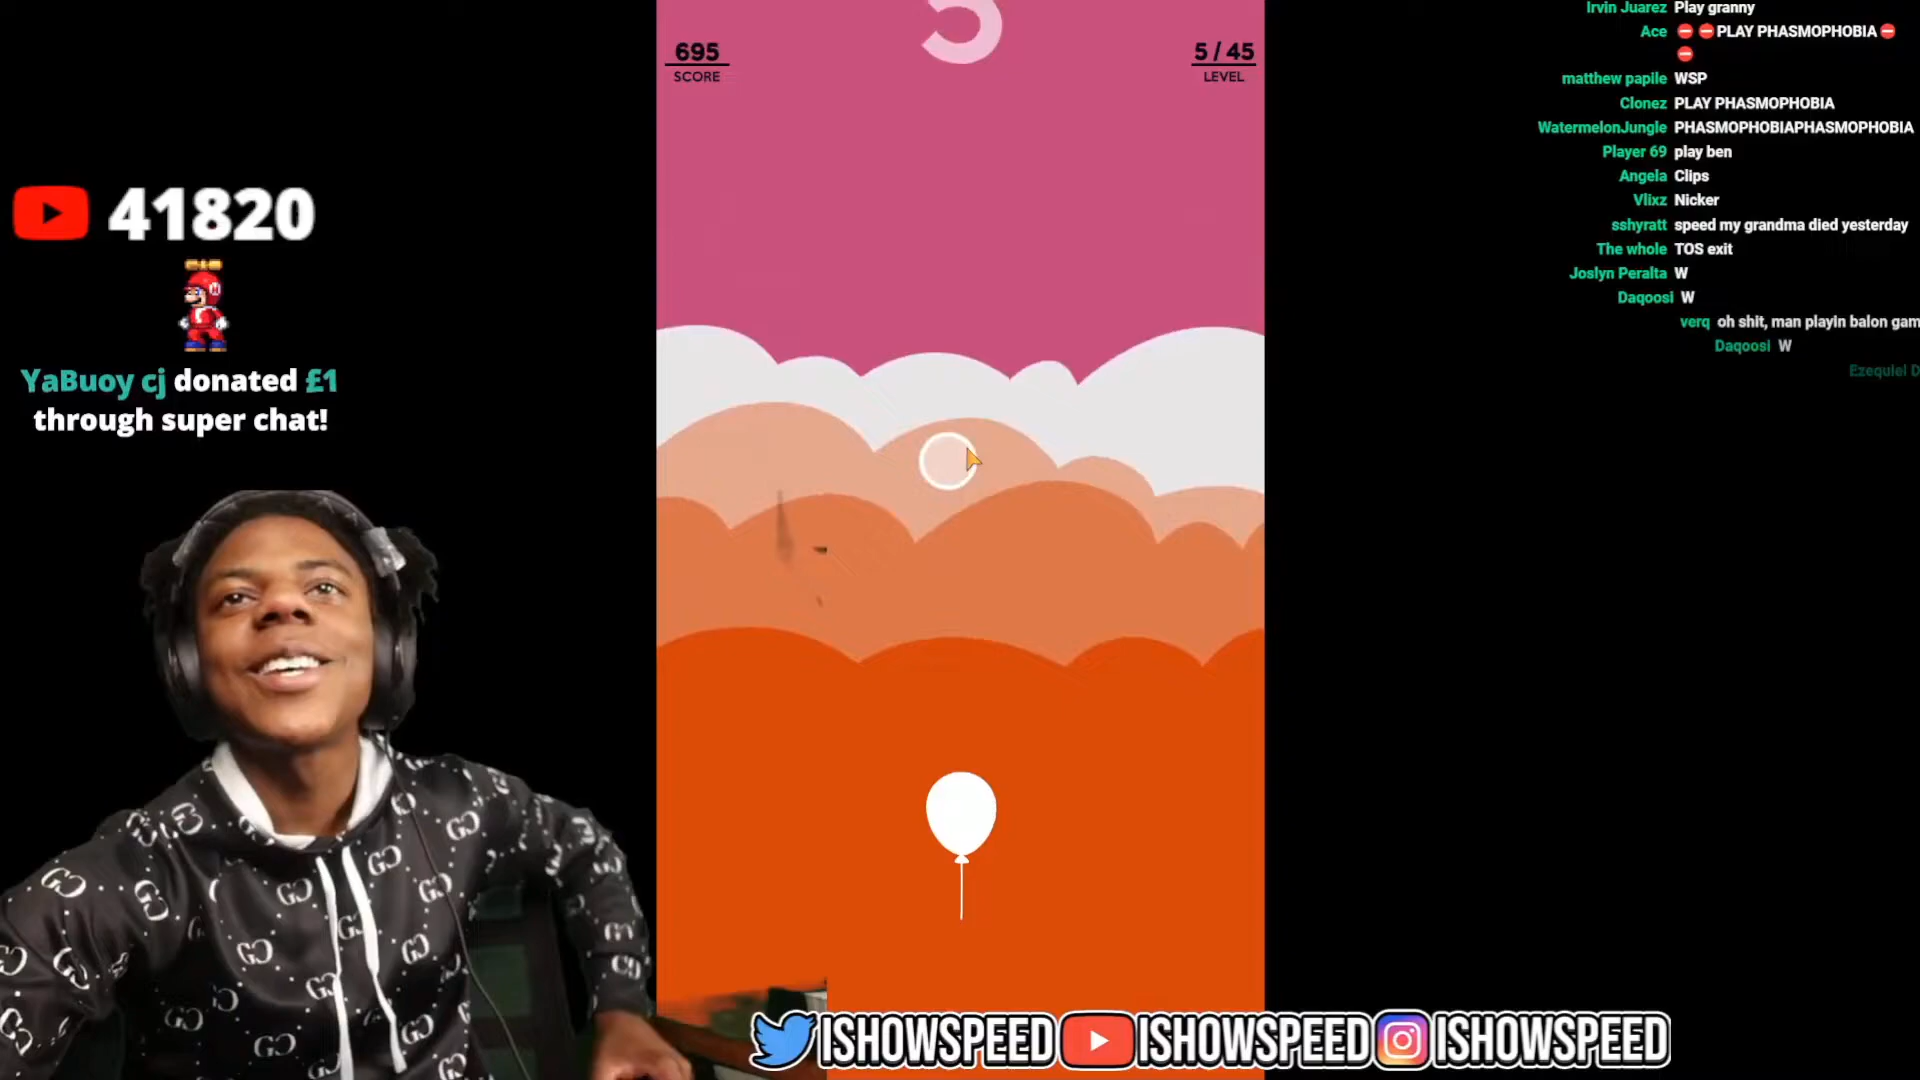 695
SCORE
5 / 45
LEVEL
41820
YaBuoy cj donated £1
through super chat!
Irvin Juarez Play granny
Ace ⛔ ⛔PLAY PHASMOPHOBIA⛔
⛔
matthew papile WSP
Clonez PLAY PHASMOPHOBIA
WatermelonJungle PHASMOPHOBIAPHASMOPHOBIA
Player 69 play ben
Angela Clips
Vlixz Nicker
sshyratt speed my grandma died yesterday
The whole TOS exit
Joslyn Peralta W
Daqoosi W
verq oh shit, man playin balon gam
Daqoosi W
Ezequiel D
ISHOWSPEED ISHOWSPEED ISHOWSPEED